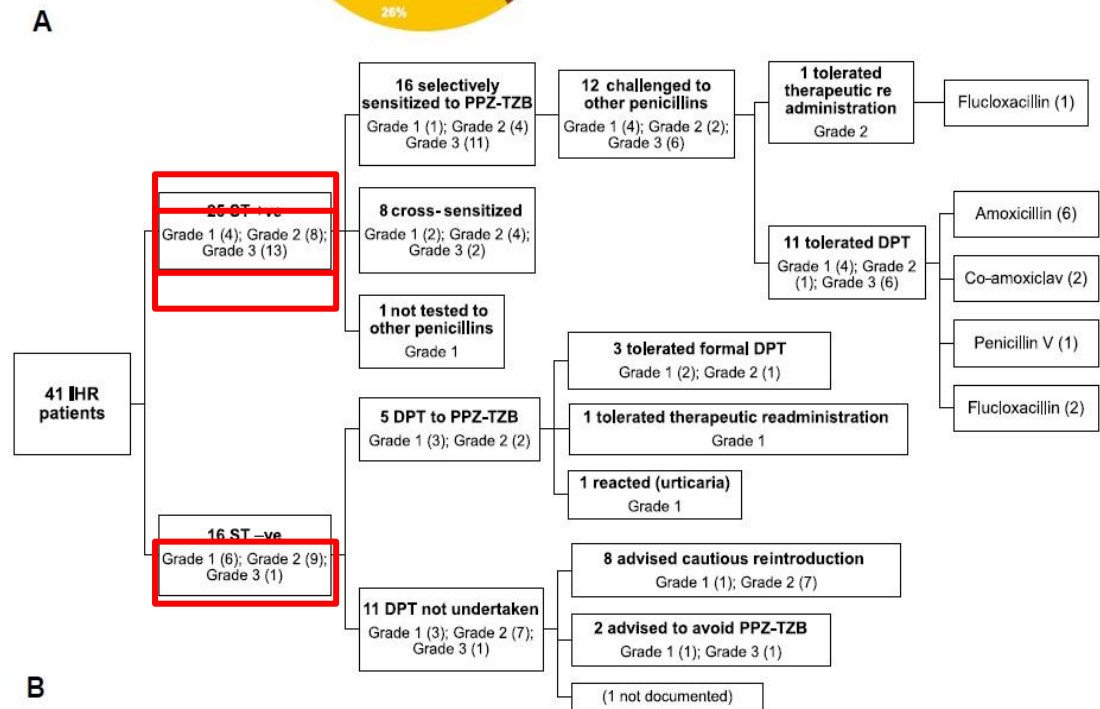 26%
A
16 selectively
sensitized to PPZ-TZB
Grade 1 (1); Grade 2 (4)
Grade 3 (11)
12 challenged to
other penicillins
Grade 1 (4); Grade 2 (2);
Grade 3 (6)
1 tolerated
therapeutic re
administration
Grade 2
Flucloxacillin (1)
25 ST +ve
Grade 1 (4); Grade 2 (8);
Grade 3 (13)
8 cross- sensitized
Grade 1 (2); Grade 2 (4);
Grade 3 (2)
11 tolerated DPT
Grade 1 (4); Grade 2
(1); Grade 3 (6)
Amoxicillin (6)
Co-amoxiclav (2)
Penicillin V (1)
Flucloxacillin (2)
1 not tested to
other penicillins
Grade 1
41 IHR
patients
5 DPT to PPZ-TZB
Grade 1 (3); Grade 2 (2)
3 tolerated formal DPT
Grade 1 (2); Grade 2 (1)
1 tolerated therapeutic readministration
Grade 1
1 reacted (urticaria)
Grade 1
16 ST –ve
Grade 1 (6); Grade 2 (9);
Grade 3 (1)
11 DPT not undertaken
Grade 1 (3); Grade 2 (7);
Grade 3 (1)
8 advised cautious reintroduction
Grade 1 (1); Grade 2 (7)
2 advised to avoid PPZ-TZB
Grade 1 (1); Grade 3 (1)
(1 not documented)
B